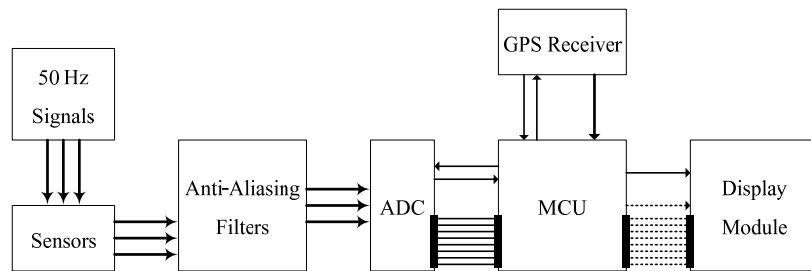 GPS Receiver
50 Hz
Signals
Anti-Aliasing
Filters
ADC
MCU
Display
Module
Sensors